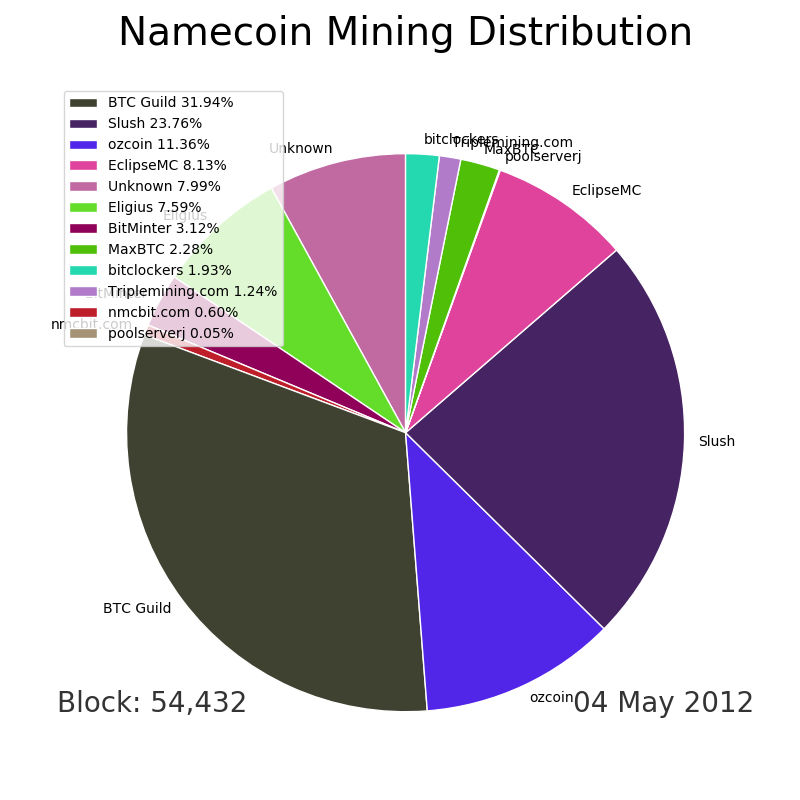 Namecoin Mining Distribution
BTC Guild 31.94%
Slush 23.76%
ozcoin 11.36%
EclipseMC 8.13%
Unknown 7.99%
Eligius 7.59%
BitMinter 3.12%
MaxBTC 2.28%
bitclockers 1.93%
Triplemining.com 1.24%
nmcbit.com 0.60%
poolserverj 0.05%
bitclockers
Triplemining.com
MaxBTC
poolserverj
EclipseMC
Slush
ozcoin
BTC Guild
nmcbit.com
BitMinter
Eligius
Unknown
Block: 54,432
04 May 2012